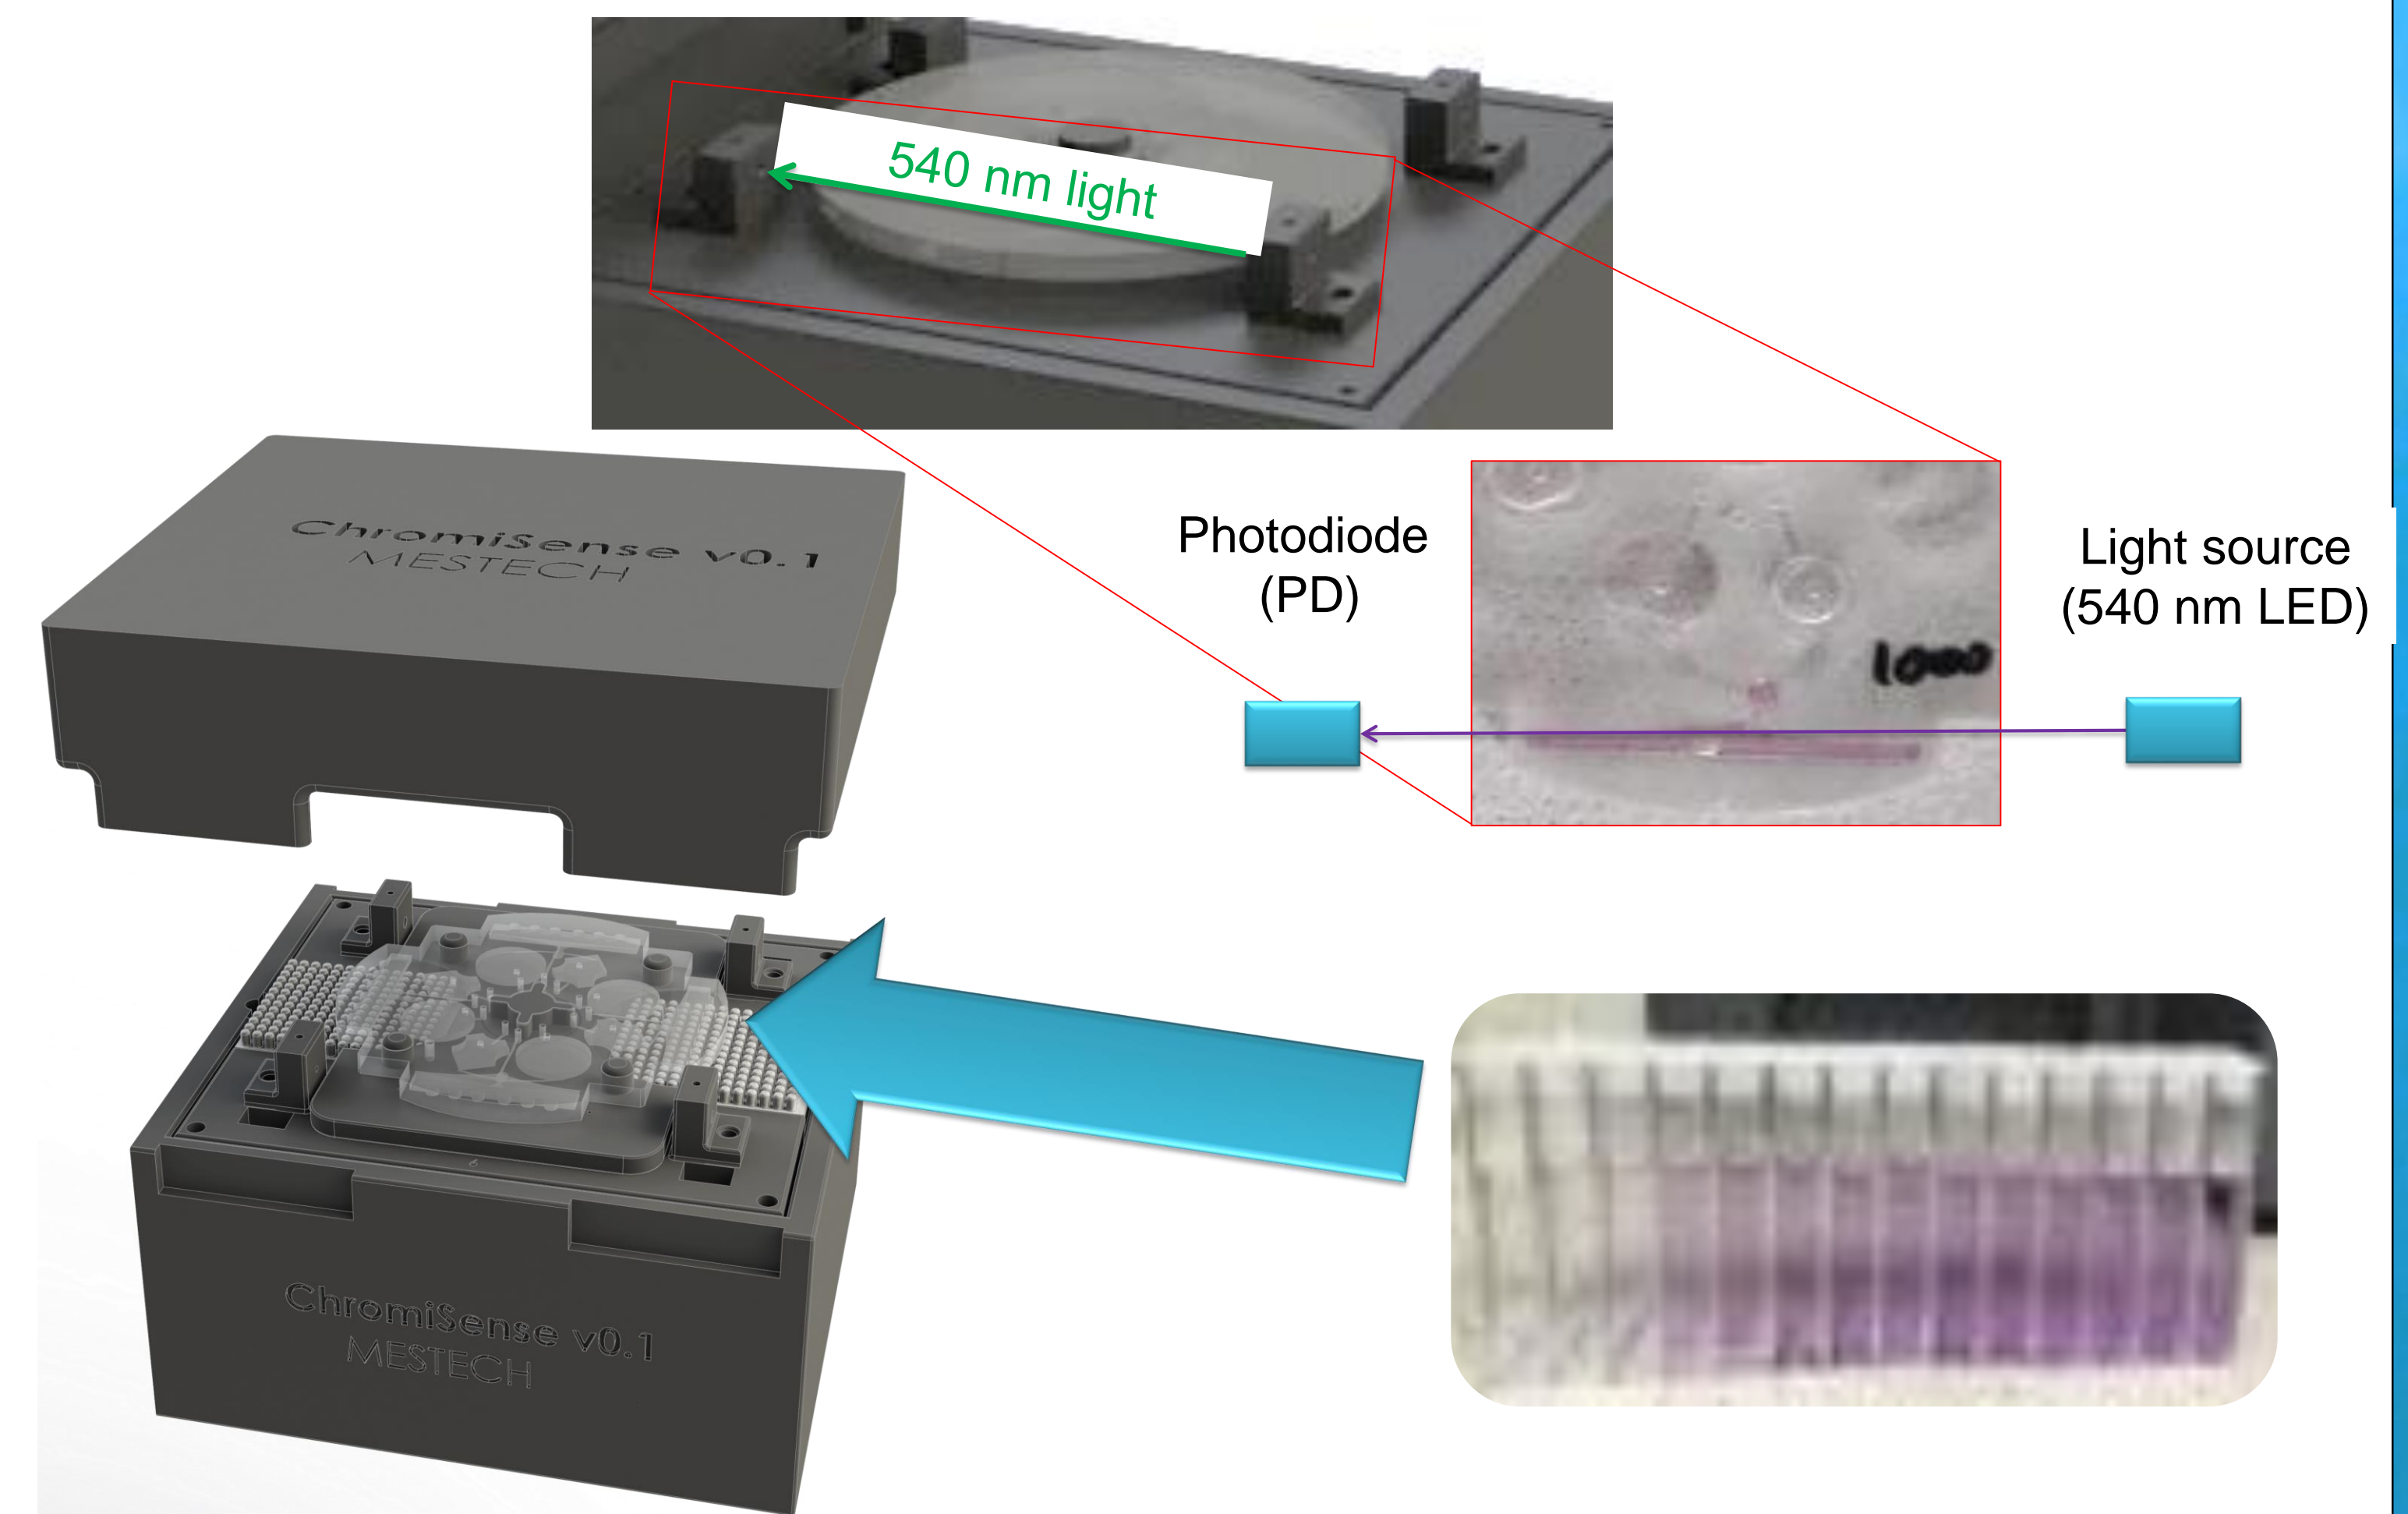 540 nm light
ChromiSense v0.1
MESTECH
Photodiode
(PD)
1000
Light source
(540 nm LED)
ChromiSense v0.1
MESTECH